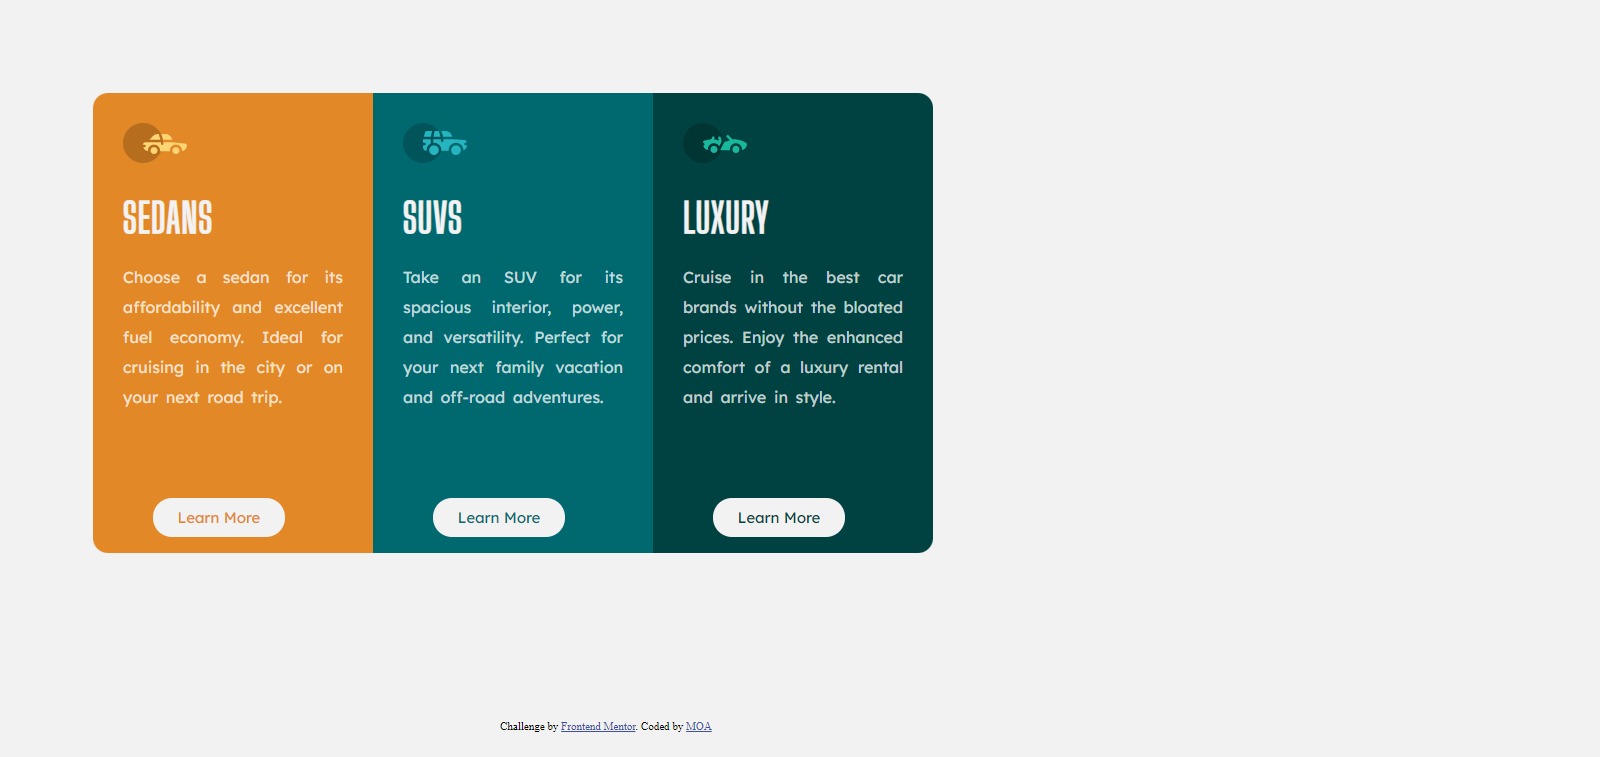 SEDANS
Choose a sedan for its
affordability and excellent
fuel economy. Ideal for
cruising in the city or on
your next road trip.
Learn More
SUVS
Take an SUV for its
spacious interior, power,
and versatility. Perfect for
your next family vacation
and off-road adventures.
Learn More
LUXURY
Cruise in the best car
brands without the bloated
prices. Enjoy the enhanced
comfort of a luxury rental
and arrive in style.
Learn More
Challenge by Frontend Mentor. Coded by MOA